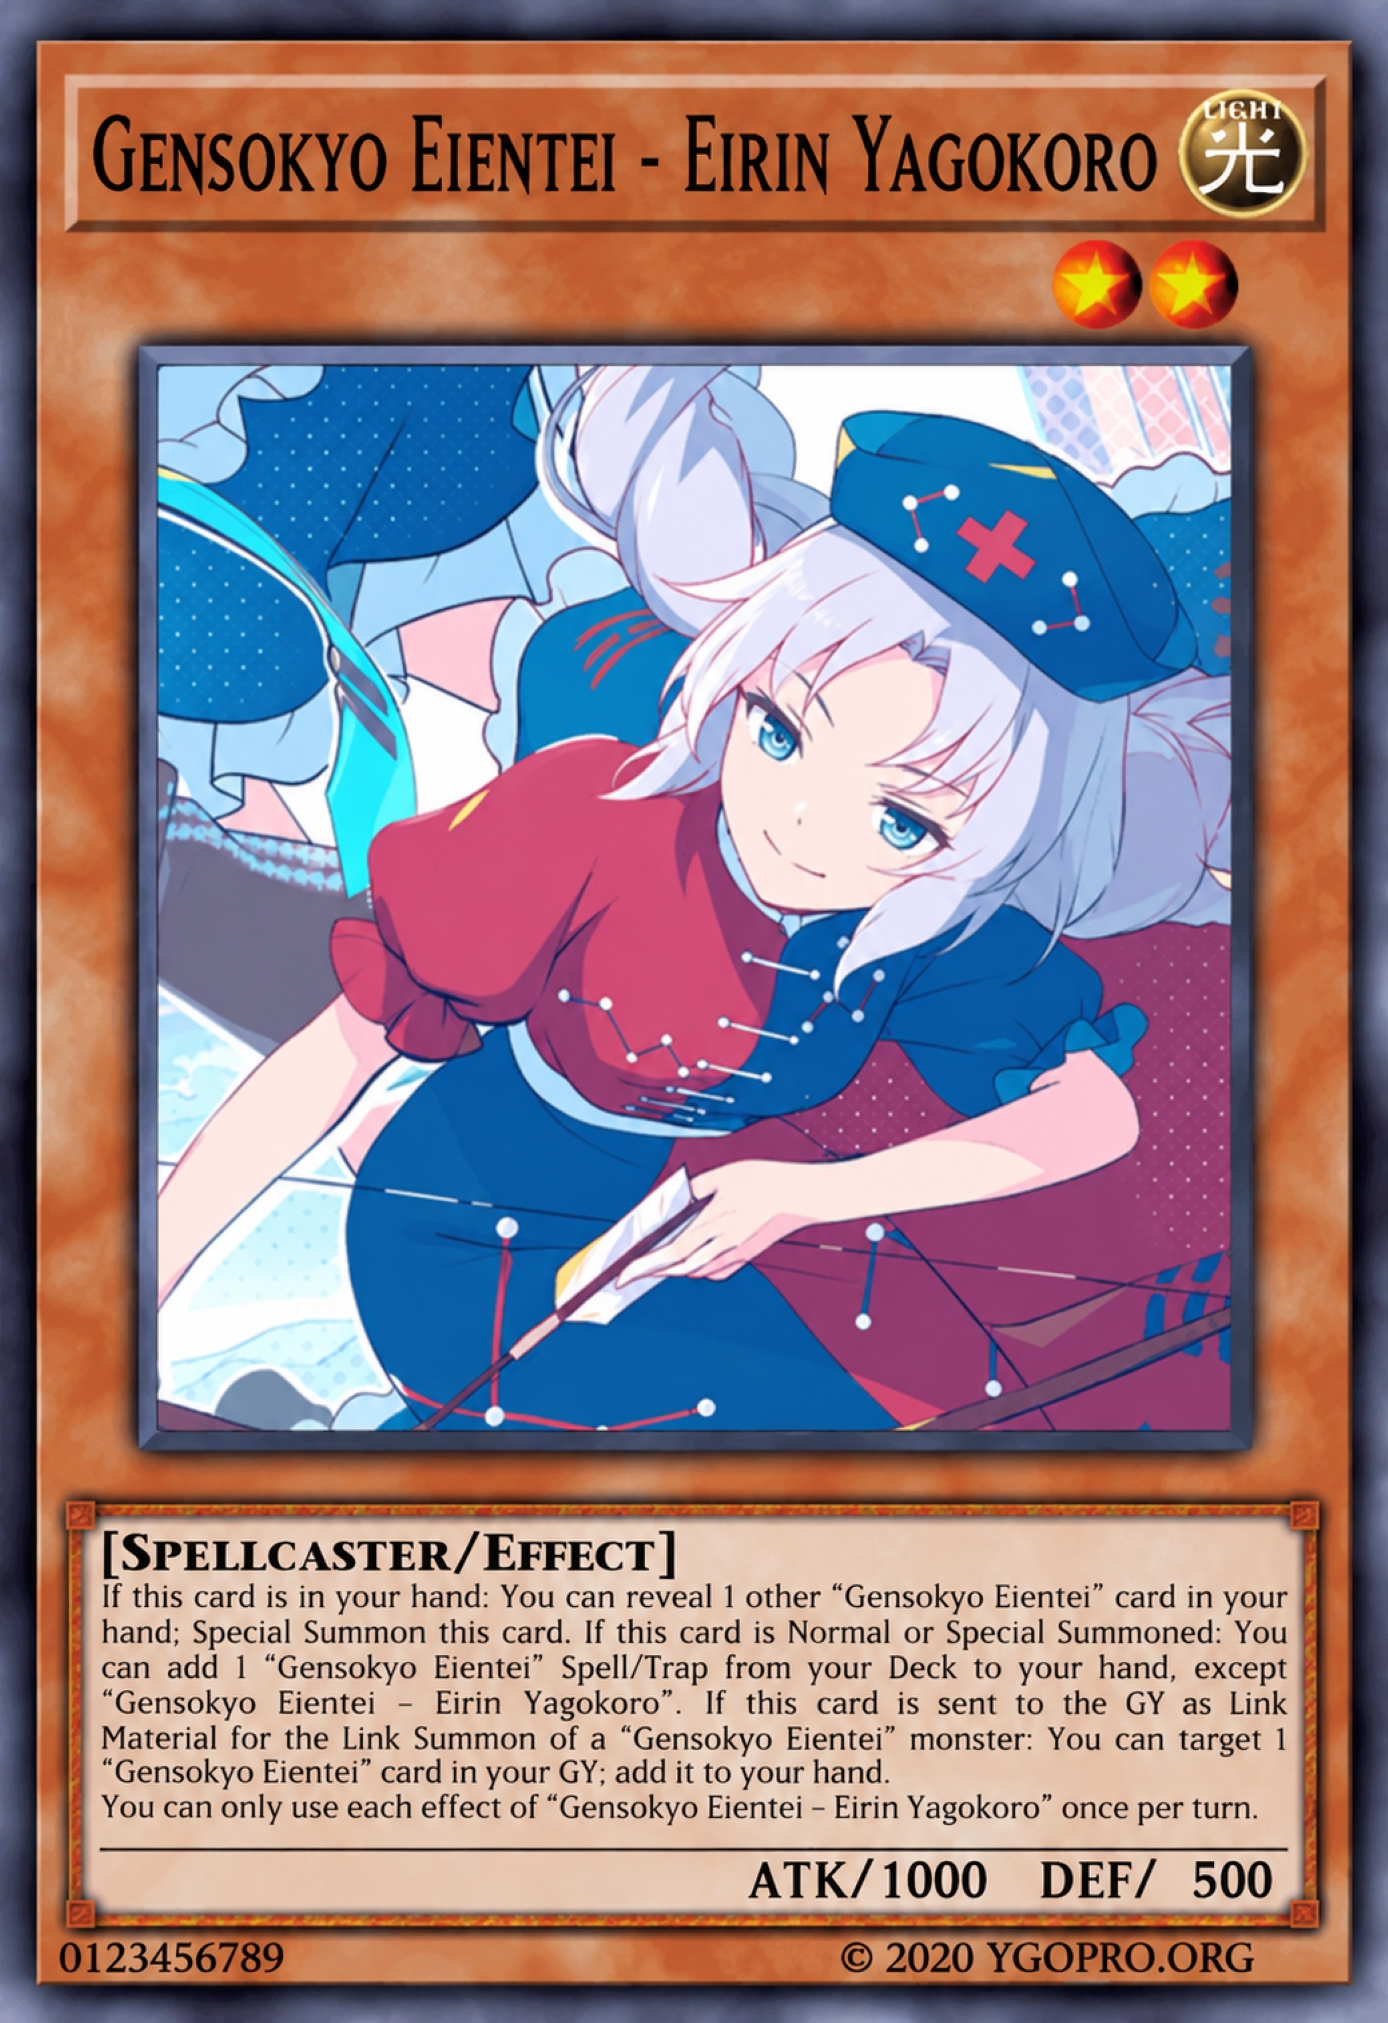 GENSOKYO EIENTEI - EIRIN YAGOKORO
LIGHT
光
[SPELLCASTER/EFFECT]
If this card is in your hand: You can reveal 1 other “Gensokyo Eientei” card in your
hand; Special Summon this card. If this card is Normal or Special Summoned: You
can add 1 “Gensokyo Eientei” Spell/Trap from your Deck to your hand, except
“Gensokyo Eientei – Eirin Yagokoro”. If this card is sent to the GY as Link
Material for the Link Summon of a “Gensokyo Eientei” monster: You can target 1
“Gensokyo Eientei” card in your GY; add it to your hand.
You can only use each effect of “Gensokyo Eientei – Eirin Yagokoro” once per turn.
ATK/1000 DEF/ 500
0123456789 © 2020 YGOPRO.ORG